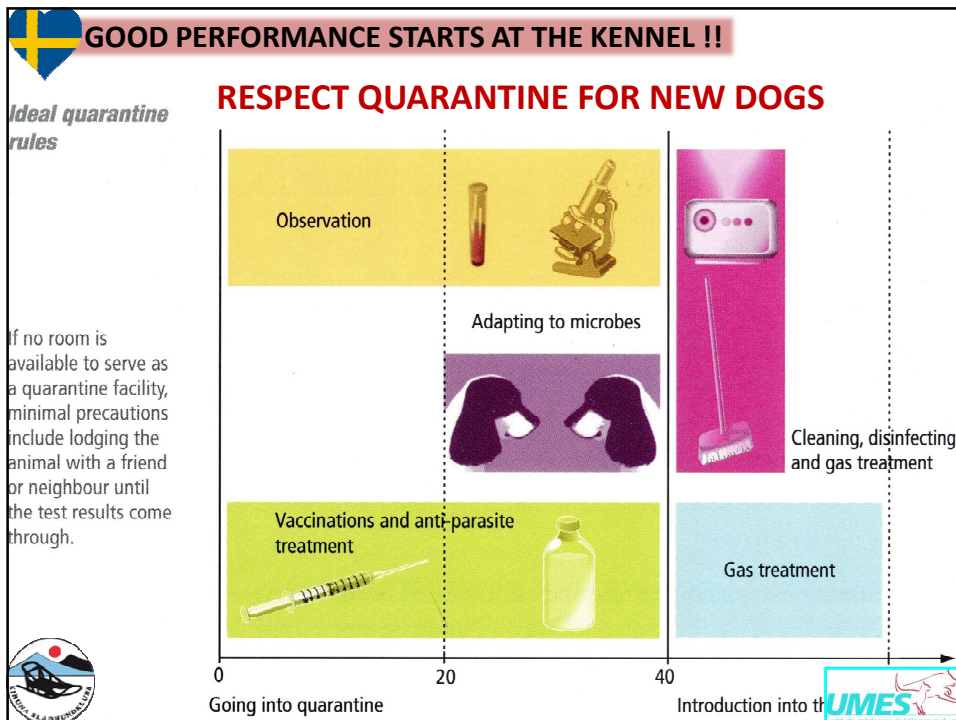 GOOD PERFORMANCE STARTS AT THE KENNEL !!
RESPECT QUARANTINE FOR NEW DOGS
Ideal quarantine
rules
If no room is
available to serve as
a quarantine facility,
minimal precautions
include lodging the
animal with a friend
or neighbour until
the test results come
through.
Observation
Adapting to microbes
Cleaning, disinfecting
and gas treatment
Vaccinations and anti-parasite
treatment
Gas treatment
0
20
40
Going into quarantine
Introduction into th
UMES
KIRUNA SLÄDHUNDKLUBB